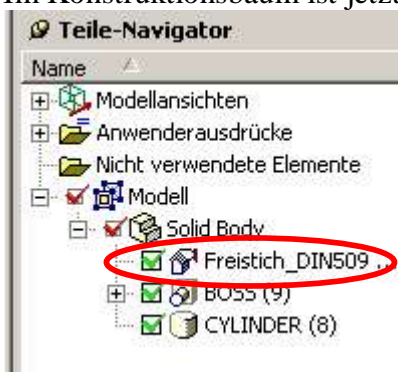 Teile-Navigator
Name
Modellansichten
Anwenderausdrücke
Nicht verwendete Elemente
Modell
Solid Body
Freistich_DIN509 ...
BOSS (9)
CYLINDER (8)